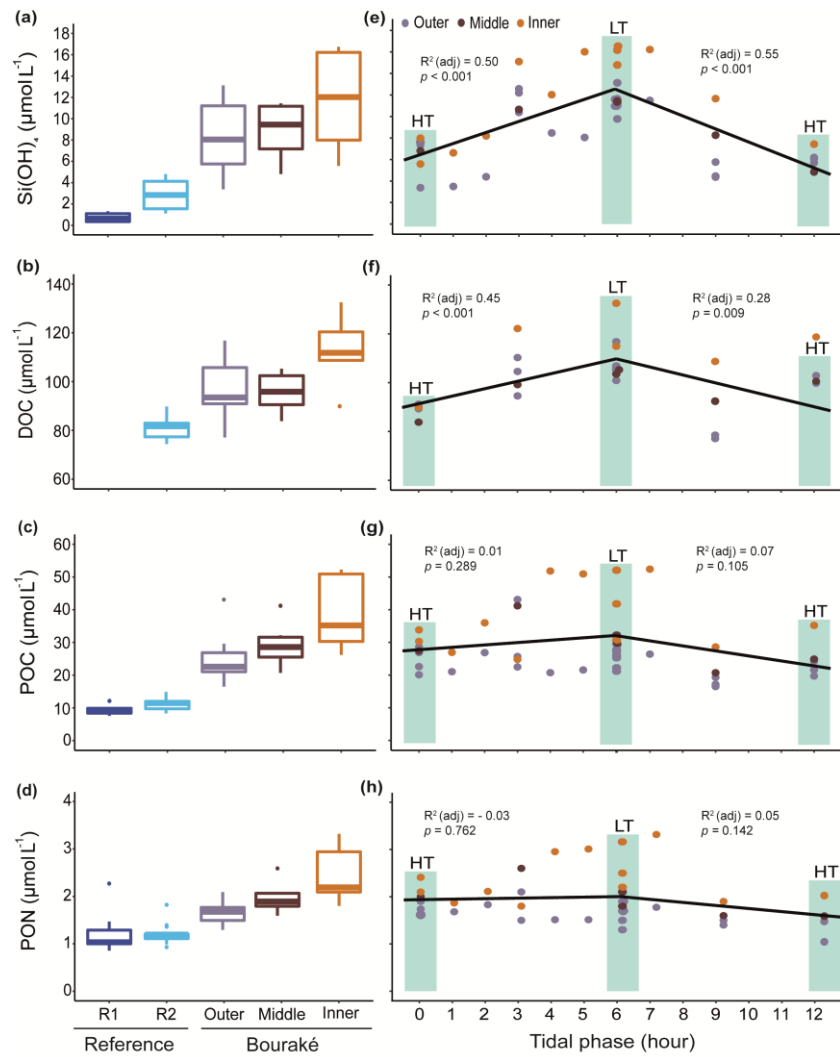 (a)
Si(OH)4 (µmol L-1)
18
16
14
12
10
8
6
4
2
0
(e)
Outer Middle Inner
LT
R2 (adj) = 0.50
p < 0.001
R2 (adj) = 0.55
p < 0.001
HT
HT
(b)
DOC (µmol L-1)
140
120
100
80
60
(f)
LT
R2 (adj) = 0.45
p < 0.001
R2 (adj) = 0.28
p = 0.009
HT
HT
(c)
POC (µmol L-1)
60
50
40
30
20
10
0
(g)
R2 (adj) = 0.01
p = 0.289
LT
R2 (adj) = 0.07
p = 0.105
HT
HT
(d)
PON (µmol L-1)
4
3
2
1
0
(h)
R2 (adj) = - 0.03
p = 0.762
LT
R2 (adj) = 0.05
p = 0.142
HT
HT
R1 R2 Outer Middle Inner
Reference Bouraké
0 1 2 3 4 5 6 7 8 9 10 11 12
Tidal phase (hour)